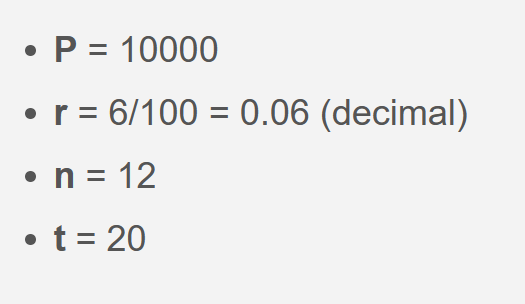 • P = 10000
• r = 6/100 = 0.06 (decimal)
• n = 12
• t = 20